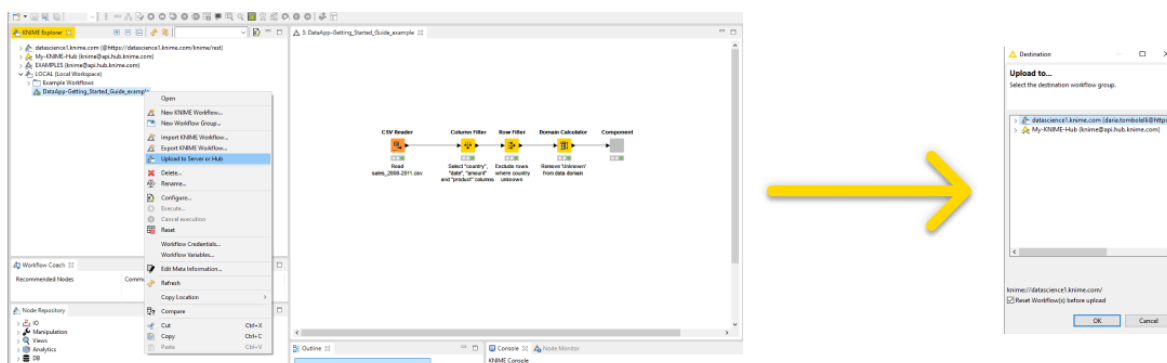 KNIME Explorer
datascience1.knime.com (@https://datascience1.knime.com/knime/rest)
My-KNIME-Hub (knime@api.hub.knime.com)
EXAMPLES (knime@api.hub.knime.com)
LOCAL (Local Workspace)
Example Workflows
DataApp-Getting_Started_Guide_example
Open
New KNIME Workflow...
New Workflow Group...
Import KNIME Workflow...
Export KNIME Workflow...
Upload to Server or Hub
Delete...
Rename...
Configure...
Execute...
Cancel execution
Reset
Workflow Credentials...
Workflow Variables...
Edit Meta Information...
Refresh
Copy Location
Compare
Cut Ctrl+X
Copy Ctrl+C
Paste Ctrl+V
Workflow Coach
Recommended Nodes
Node Repository
IO
Manipulation
Views
Analytics
DB
3: DataApp-Getting_Started_Guide_example
CSV Reader
Column Filter
Row Filter
Domain Calculator
Component
Read
sales_2008-2011.csv
Select "country",
"date", "amount"
and "product" columns
Exclude rows
where country
unknown
Remove 'Unknown'
from data domain
Outline
Console
Node Monitor
KNIME Console
Destination
Upload to...
Select the destination workflow group.
My-KNIME-Hub (knime@api.hub.knime.com)
knime://datascience1.knime.com/
Reset Workflow(s) before upload
OK
Cancel